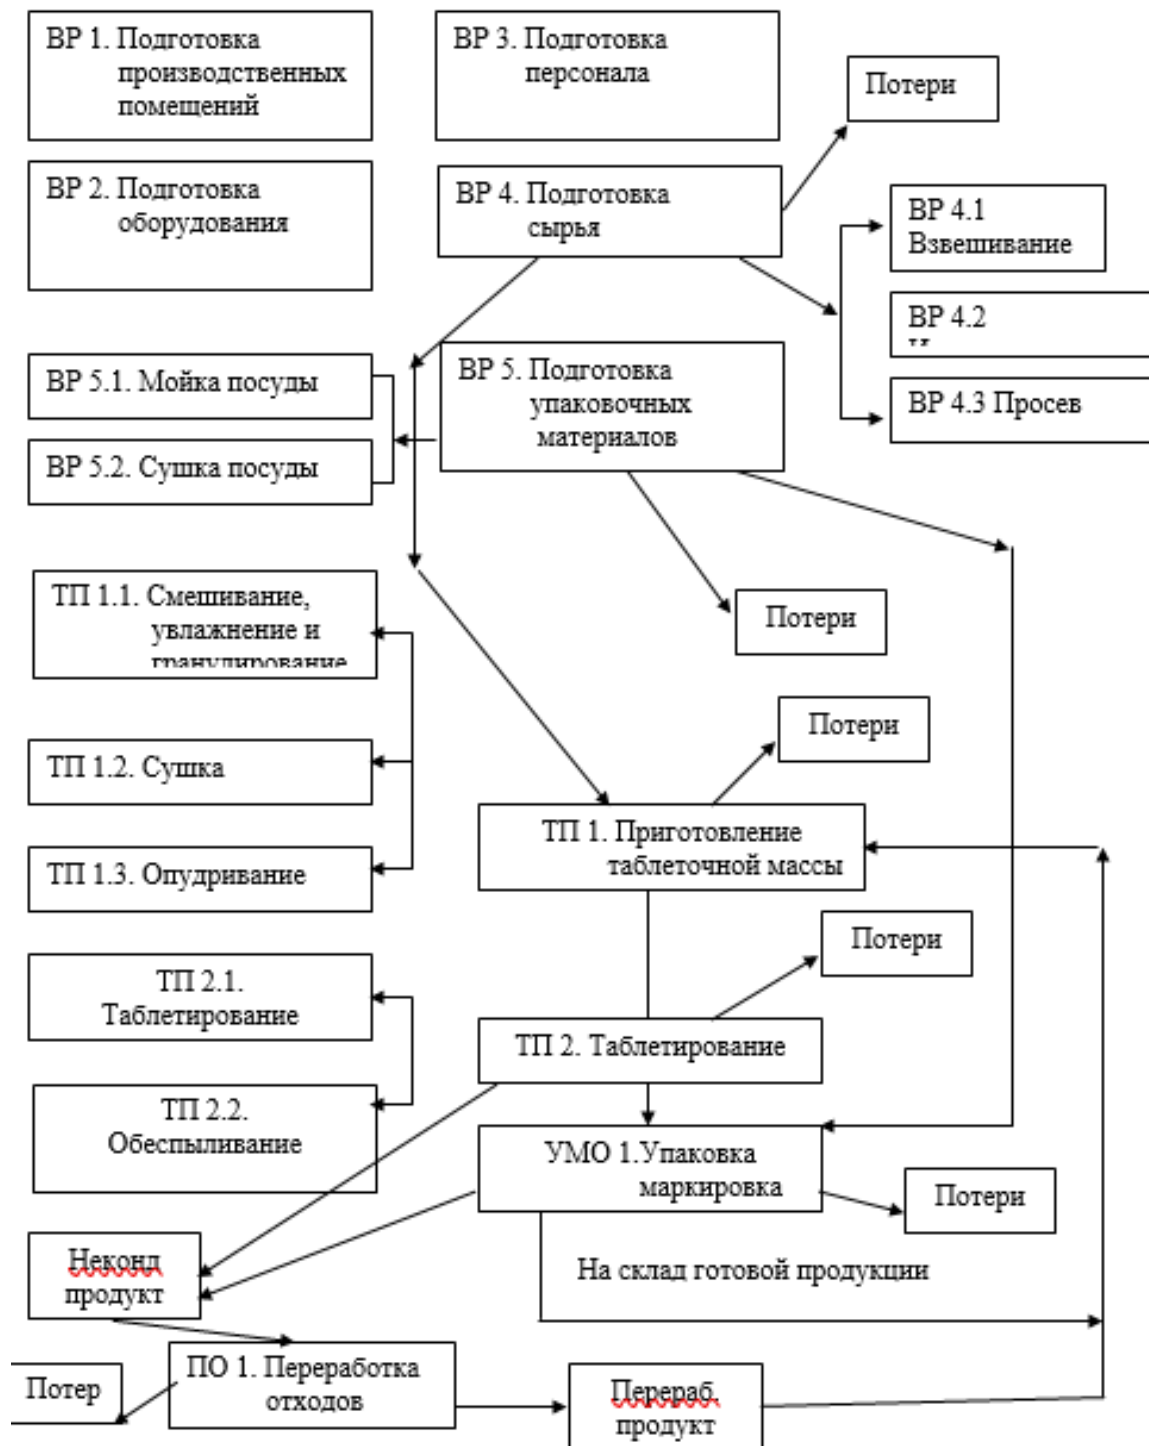 ВР 1. Подготовка
производственных
помещений
ВР 3. Подготовка
персонала
Потери
ВР 2. Подготовка
оборудования
ВР 4. Подготовка
сырья
ВР 4.1
Взвешивание
ВР 4.2
ВР 4.3 Просев
ВР 5.1. Мойка посуды
ВР 5.2. Сушка посуды
ВР 5. Подготовка
упаковочных
материалов
Потери
ТП 1.1. Смешивание,
увлажнение и
гранулирование
Потери
ТП 1.2. Сушка
ТП 1. Приготовление
таблеточной массы
ТП 1.3. Опудривание
Потери
ТП 2.1.
Таблетирование
ТП 2. Таблетирование
ТП 2.2.
Обеспыливание
УМО 1.Упаковка
маркировка
Потери
Неконд
продукт
На склад готовой продукции
ПО 1. Переработка
отходов
Потер
Перераб.
продукт